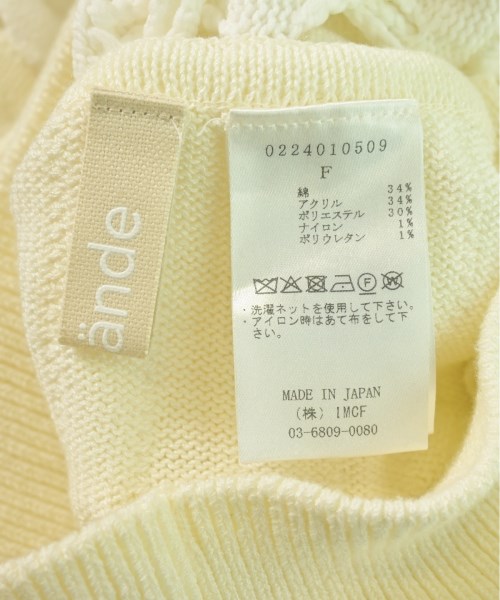 ände
0224010509
F
綿 34%
アクリル 34%
ポリエステル 30%
ナイロン 1%
ポリウレタン 1%
・洗濯ネットを使用して下さい。
・アイロン時はあて布をして下
さい。
MADE IN JAPAN
(株) IMCF
03-6809-0080